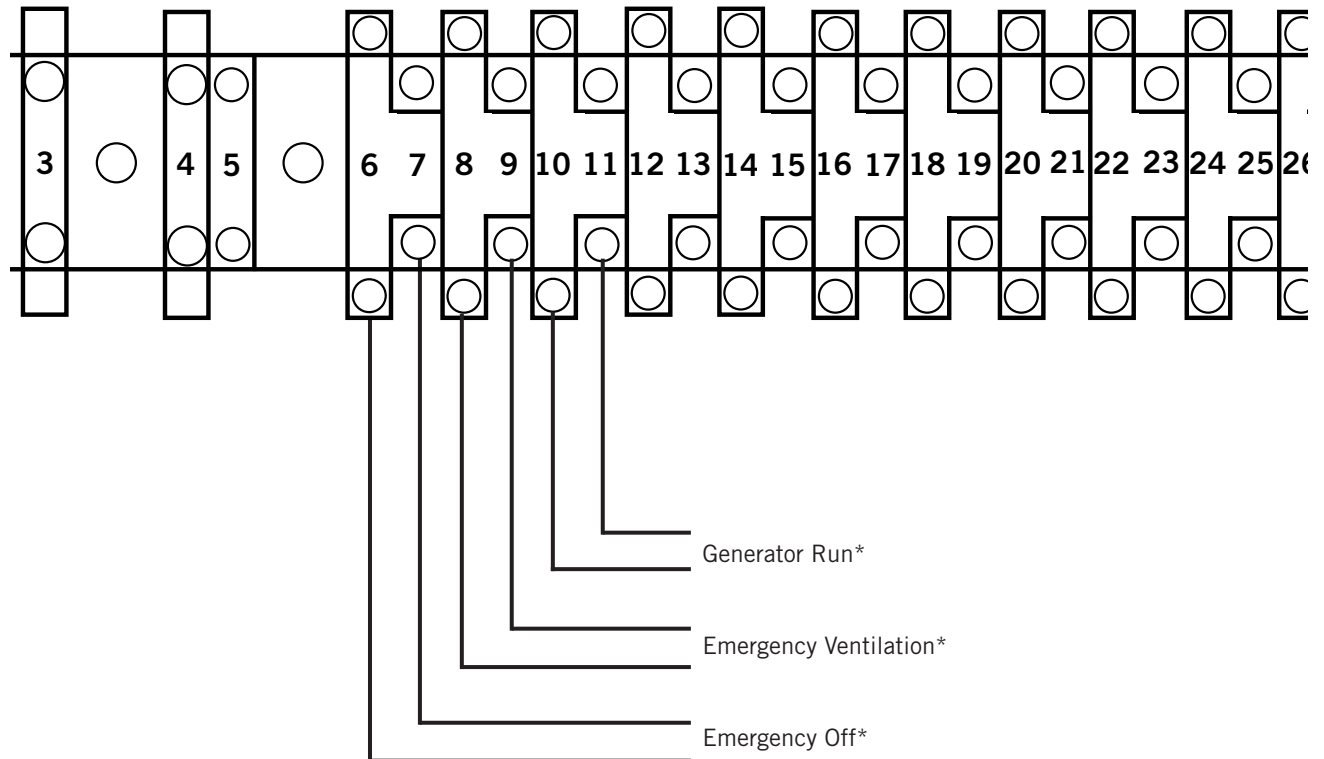 3 4 5 6 7 8 9 10 11 12 13 14 15 16 17 18 19 20 21 22 23 24 25 26
Generator Run*
Emergency Ventilation*
Emergency Off*